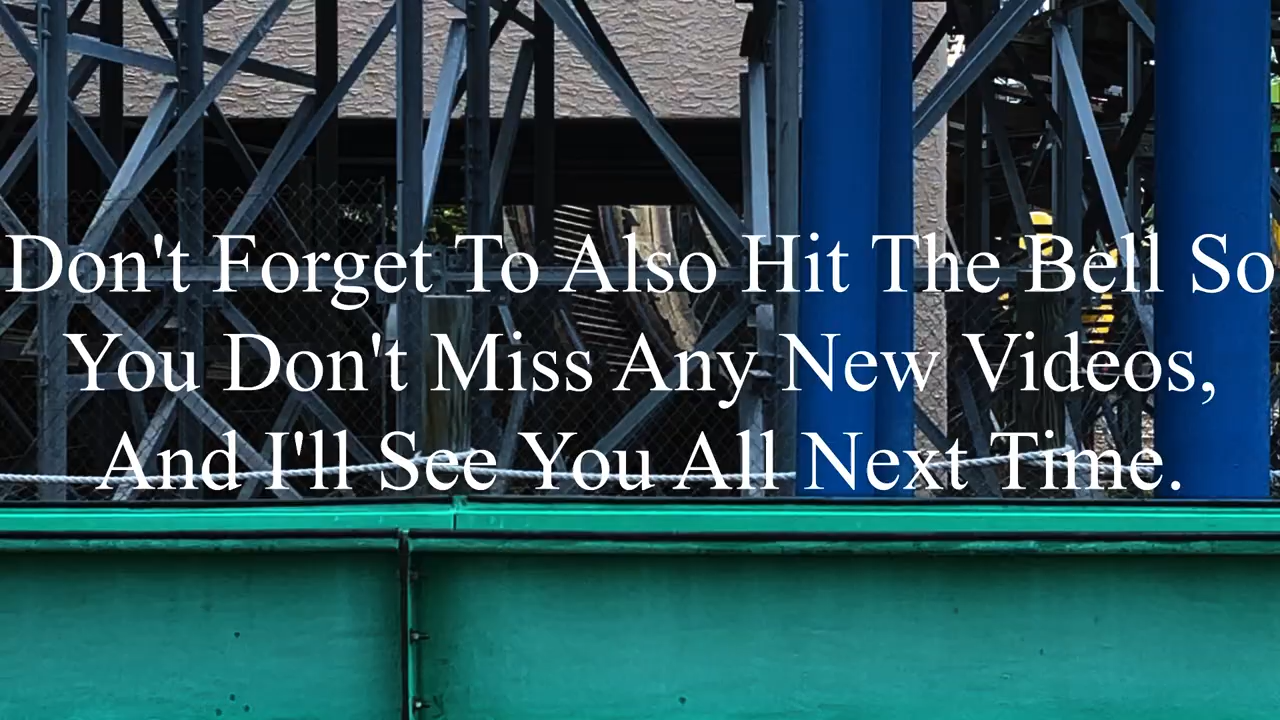 Don't Forget To Also Hit The Bell So
You Don't Miss Any New Videos,
And I'll See You All Next Time.